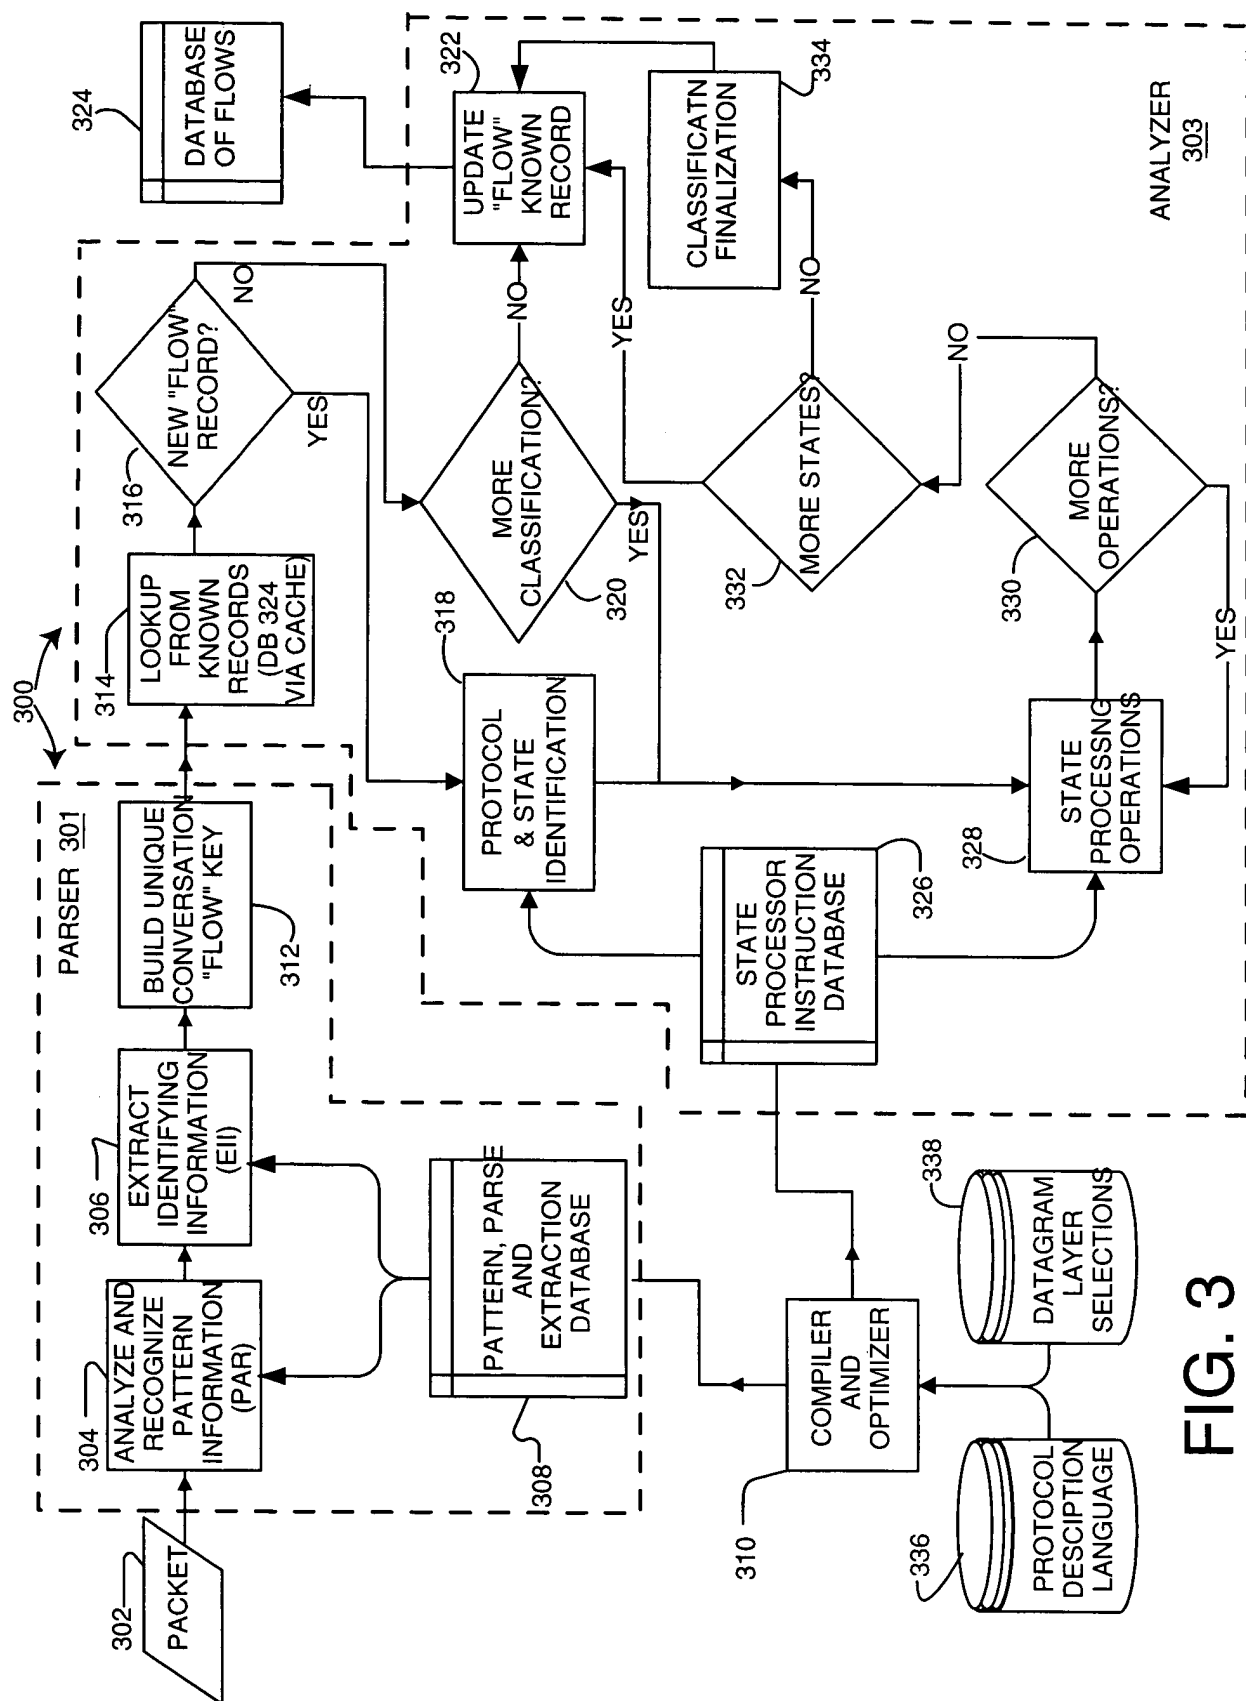 300
PARSER 301
302
PACKET
304
ANALYZE AND
RECOGNIZE
PATTERN
INFORMATION
(PAR)
306
EXTRACT
IDENTIFYING
INFORMATION
(EII)
312
BUILD UNIQUE
CONVERSATION
"FLOW" KEY
314
LOOKUP
FROM
KNOWN
RECORDS
(DB 324
VIA CACHE)
316
NEW "FLOW"
RECORD?
NO
YES
324
DATABASE
OF FLOWS
308
PATTERN, PARSE
AND
EXTRACTION
DATABASE
318
PROTOCOL
& STATE
IDENTIFICATION
320
MORE
CLASSIFICATION?
NO
YES
322
UPDATE
"FLOW"
KNOWN
RECORD
310
COMPILER
AND
OPTIMIZER
326
STATE
PROCESSOR
INSTRUCTION
DATABASE
332
MORE STATES?
YES
NO
334
CLASSIFICATN
FINALIZATION
336
PROTOCOL
DESCIPTION
LANGUAGE
338
DATAGRAM
LAYER
SELECTIONS
328
STATE
PROCESSNG
OPERATIONS
330
MORE
OPERATIONS?
NO
YES
ANALYZER
303
FIG. 3